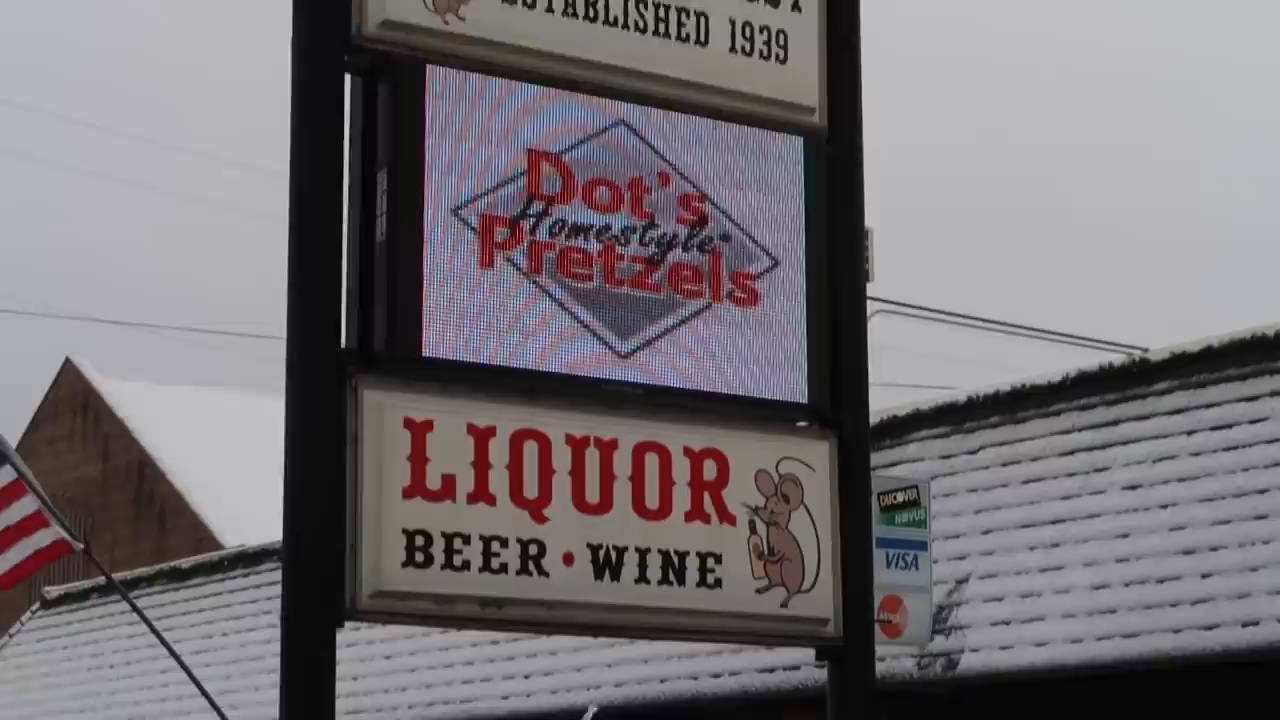 ESTABLISHED 1939
Dot's
Homestyle
Pretzels
LIQUOR
BEER • WINE
DISCOVER
NOVUS
VISA